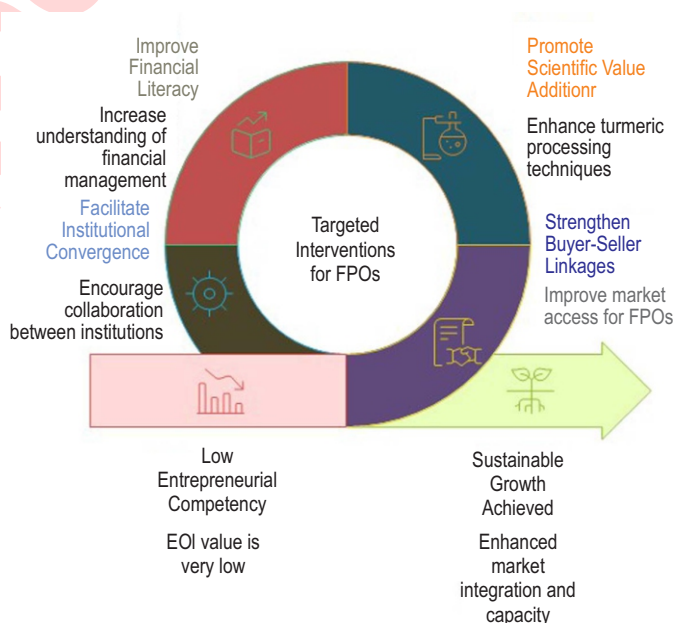 Improve
Financial
Literacy
Increase
understanding of
financial
management
Facilitate
Institutional
Convergence
Encourage
collaboration
between institutions
Targeted
Interventions
for FPOs
Promote
Scientific Value
Additionr
Enhance turmeric
processing
techniques
Strengthen
Buyer-Seller
Linkages
Improve market
access for FPOs
Low
Entrepreneurial
Competency
EOI value is
very low
Sustainable
Growth
Achieved
Enhanced
market
integration and
capacity